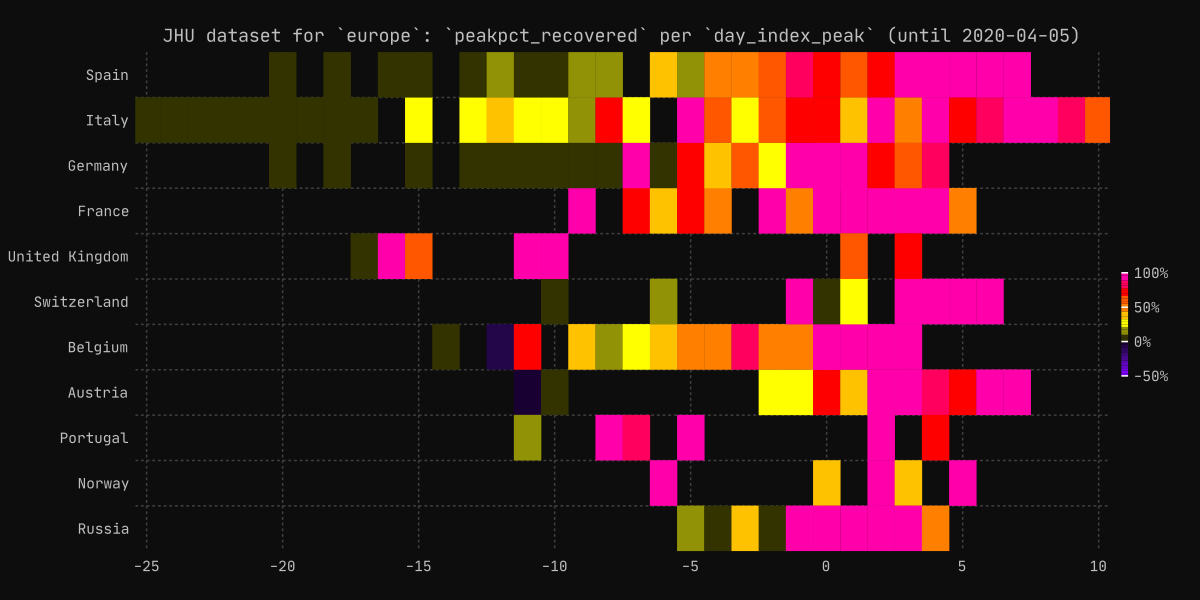 JHU dataset for `europe`: `peakpct_recovered` per `day_index_peak` (until 2020-04-05)
Spain
Italy
Germany
France
United Kingdom
Switzerland
Belgium
Austria
Portugal
Norway
Russia
-25 -20 -15 -10 -5 0 5 10
100%
50%
0%
-50%